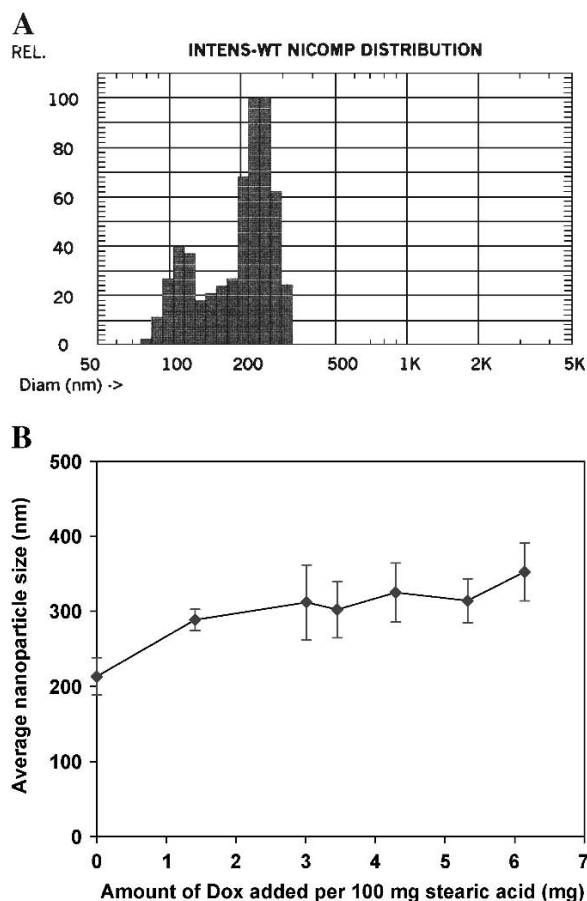 A
REL.
INTENS-WT NICOMP DISTRIBUTION
100
80
60
40
20
0
50 100 200 500 1K 2K 5K
Diam (nm) ->
B
Average nanoparticle size (nm)
500
400
300
200
100
0
0 1 2 3 4 5 6 7
Amount of Dox added per 100 mg stearic acid (mg)